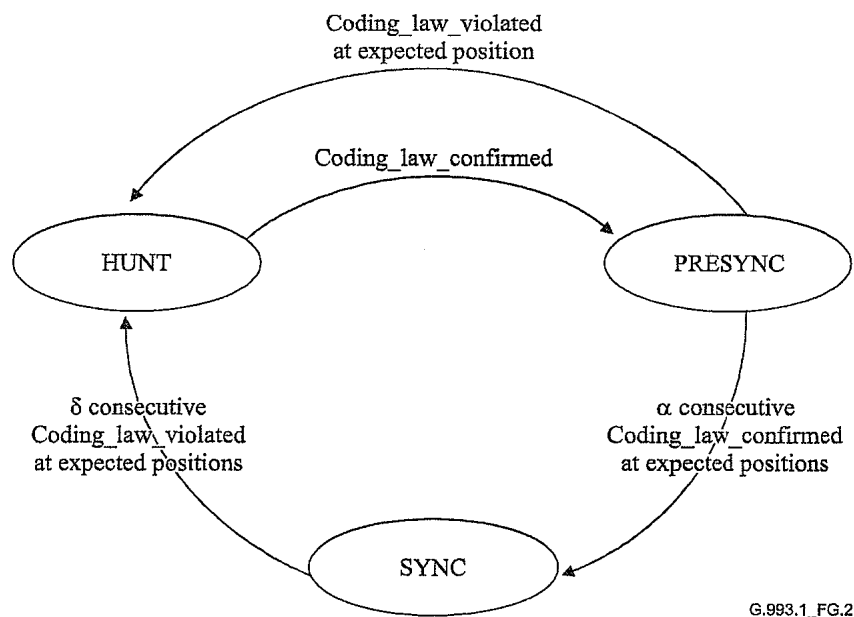 Coding_law_violated
at expected position
Coding_law_confirmed
HUNT
PRESYNC
δ consecutive
Coding_law_violated
at expected positions
α consecutive
Coding_law_confirmed
at expected positions
SYNC
G.993.1_FG.2